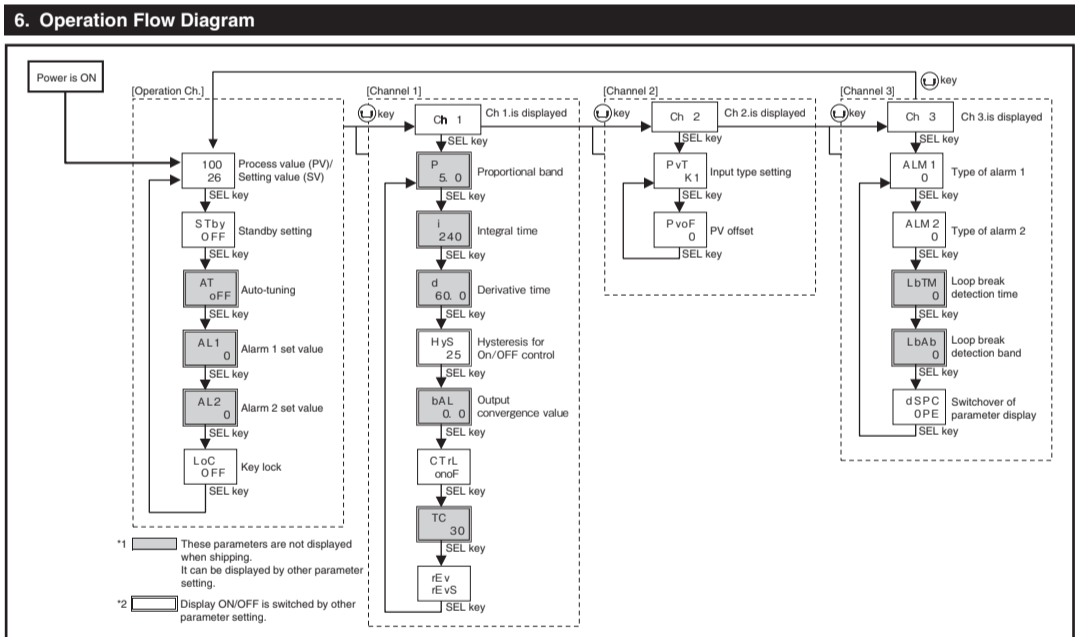 6. Operation Flow Diagram
Power is ON
[Operation Ch.]
100
26
Process value (PV)/
Setting value (SV)
SEL key
STby
OFF
Standby setting
SEL key
AT
oFF
Auto-tuning
SEL key
AL1
0
Alarm 1 set value
SEL key
AL2
0
Alarm 2 set value
SEL key
LoC
OFF
Key lock
SEL key
[Channel 1]
key
Ch 1
Ch 1.is displayed
SEL key
P
5. 0
Proportional band
SEL key
i
240
Integral time
SEL key
d
60. 0
Derivative time
SEL key
HyS
25
Hysteresis for
On/OFF control
SEL key
bAL
0. 0
Output
convergence value
SEL key
CTrL
onoF
SEL key
TC
30
SEL key
rEv
rEvS
SEL key
[Channel 2]
key
Ch 2
Ch 2.is displayed
SEL key
PvT
K1
Input type setting
SEL key
PvoF
0
PV offset
SEL key
key
[Channel 3]
key
Ch 3
Ch 3.is displayed
SEL key
ALM1
0
Type of alarm 1
SEL key
ALM2
0
Type of alarm 2
SEL key
LbTM
0
Loop break
detection time
SEL key
LbAb
0
Loop break
detection band
SEL key
dSPC
OPE
Switchover of
parameter display
SEL key
*1
These parameters are not displayed
when shipping.
It can be displayed by other parameter
setting.
*2
Display ON/OFF is switched by other
parameter setting.